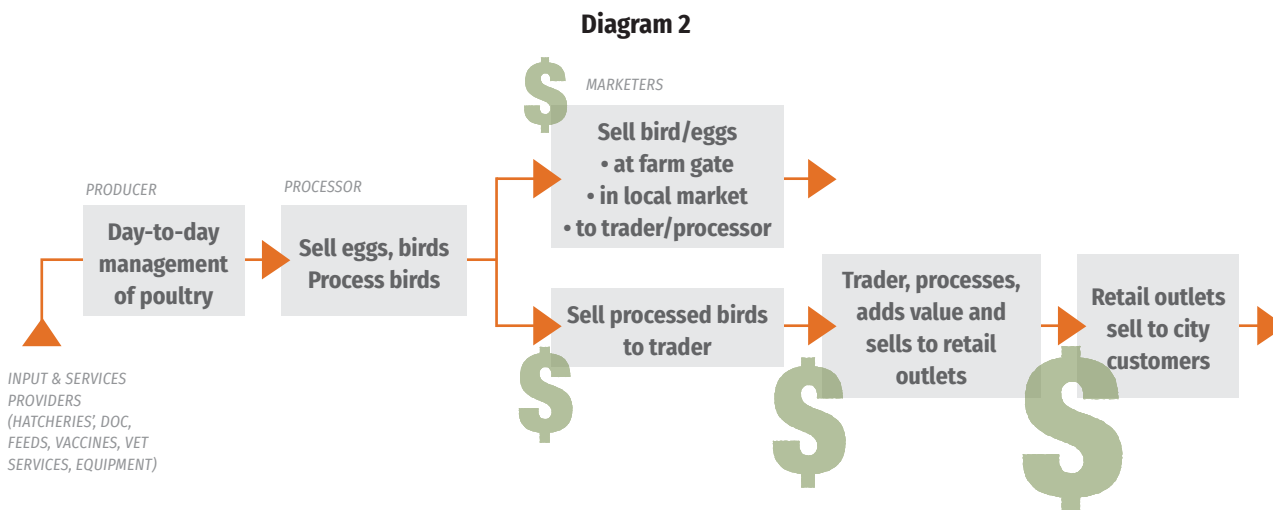 Diagram 2
$
MARKETERS
Sell bird/eggs
• at farm gate
• in local market
• to trader/processor
PRODUCER
Day-to-day
management
of poultry
PROCESSOR
Sell eggs, birds
Process birds
Sell processed birds
to trader
$
Trader, processes,
adds value and
sells to retail
outlets
$
Retail outlets
sell to city
customers
$
INPUT & SERVICES
PROVIDERS
(HATCHERIES’, DOC,
FEEDS, VACCINES, VET
SERVICES, EQUIPMENT)